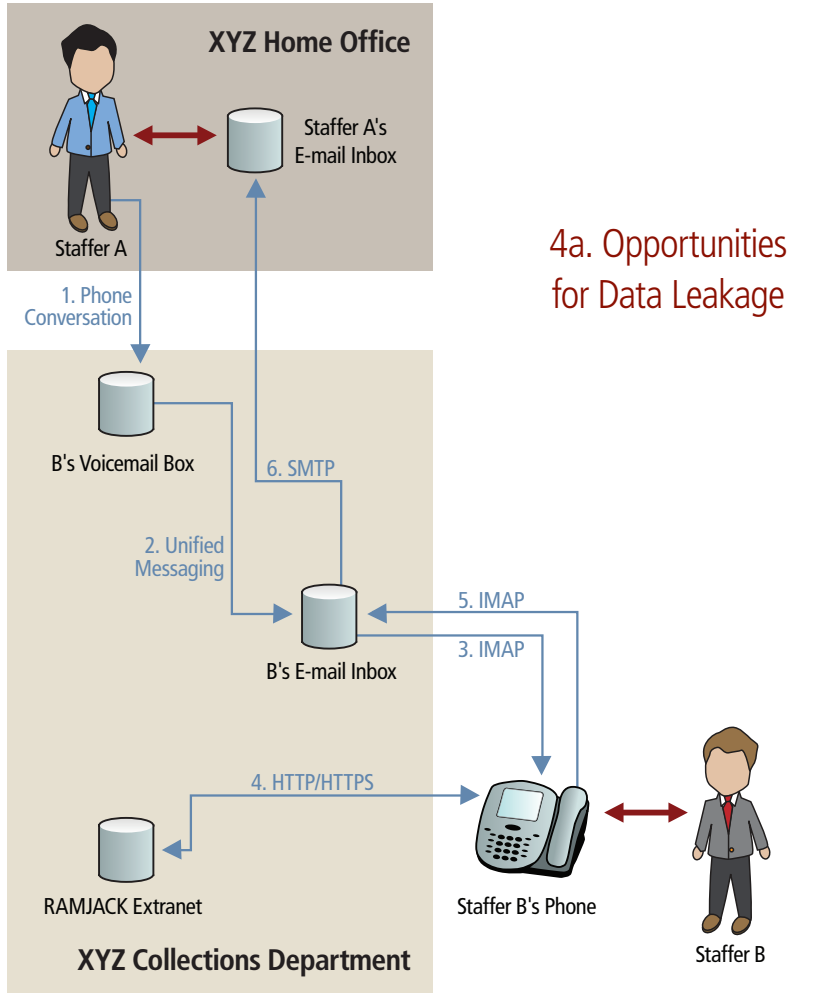 XYZ Home Office
Staffer A's
E-mail Inbox
Staffer A
4a. Opportunities
for Data Leakage
1. Phone
Conversation
B's Voicemail Box
6. SMTP
2. Unified
Messaging
5. IMAP
3. IMAP
B's E-mail Inbox
4. HTTP/HTTPS
RAMJACK Extranet
Staffer B's Phone
Staffer B
XYZ Collections Department